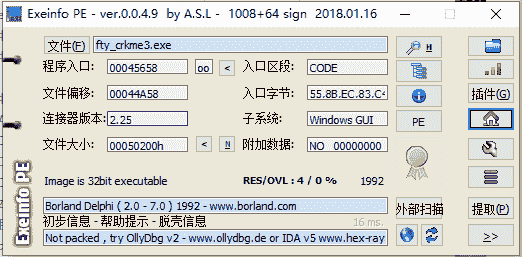 Exeinfo PE - ver.0.0.4.9 by A.S.L - 1008+64 sign 2018.01.16
文件(F) fty_crkme3.exe H
程序入口: 00045658 oo < 入口区段: CODE
文件偏移: 00044A58 入口字节: 55.8B.EC.83.C4 插件(G)
连接器版本: 2.25 子系统: Windows GUI PE
文件大小: 00050200h < N 附加数据: NO 00000000
Image is 32bit executable RES/OVL : 4 / 0 % 1992
Exeinfo PE
Borland Delphi ( 2.0 - 7.0 ) 1992 - www.borland.com 外部扫描 提取(P)
初步信息 - 帮助提示 - 脱壳信息 16 ms.
Not packed , try OllyDbg v2 - www.ollydbg.de or IDA v5 www.hex-ray >>